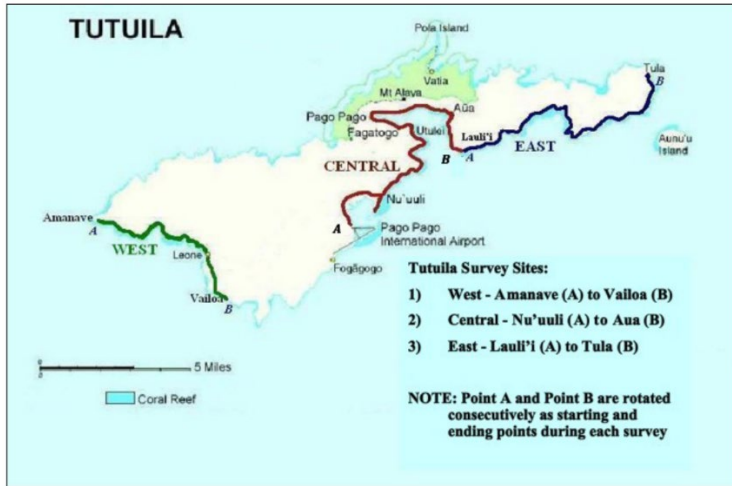 TUTUILA
Pola Island
Vatia
Mt Alava
Tula
B
Pago Pago
Aūa
Fagatogo
Utulei
Lauli'i
B
A
EAST
Aunu'u
Island
CENTRAL
Nu'uuli
Amanave
A
A
Pago Pago
International Airport
WEST
Leone
Fogāgogo
Vailoa
B
Tutuila Survey Sites:
1) West - Amanave (A) to Vailoa (B)
2) Central - Nu'uuli (A) to Aua (B)
3) East - Lauli'i (A) to Tula (B)
5 Miles
Coral Reef
NOTE: Point A and Point B are rotated
consecutively as starting and
ending points during each survey